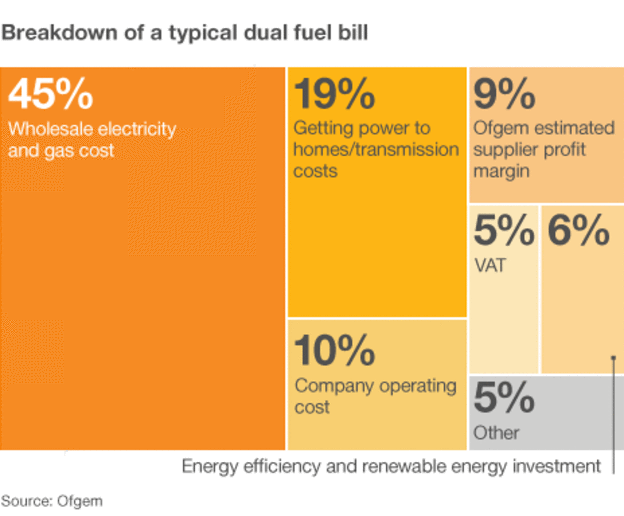 Breakdown of a typical dual fuel bill
45%
Wholesale electricity
and gas cost
19%
Getting power to
homes/transmission
costs
10%
Company operating
cost
9%
Ofgem estimated
supplier profit
margin
5%
VAT
6%
5%
Other
Energy efficiency and renewable energy investment
Source: Ofgem